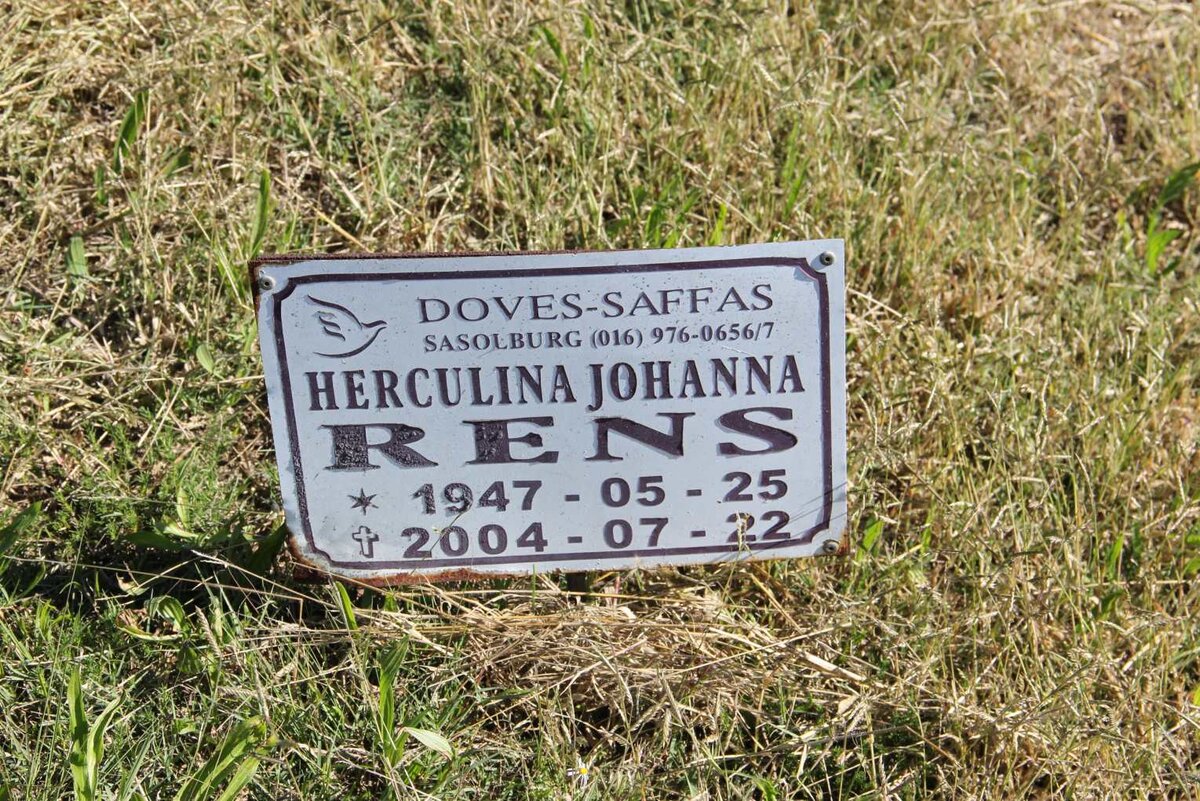 DOVES-SAFFAS
SASOLBURG (016) 976-0656/7
HERCULINA JOHANNA
RENS
1947 - 05 - 25
2004 - 07 - 22